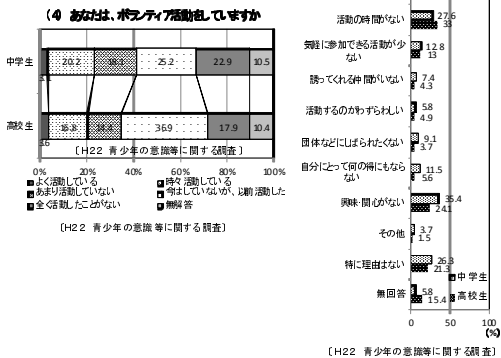 (4) あなたは、ボランティア活動をしていますか
中学生
20.2
18.1
25.2
22.9
10.5
3.1
高校生
16.8
14.4
36.9
17.9
10.4
3.6
〔H22 青少年の意識等に関する調査〕
0% 20% 40% 60% 80% 100%
よく活動している
時々活動している
あまり活動していない
今はしていないが、以前活動した
全く活動したことがない
無解答
〔H22 青少年の意識等に関する調査〕
活動の時間がない
27.6
33
気軽に参加できる活動が少
ない
12.8
13
誘ってくれる仲間がいない
7.4
4.3
活動するのがわずらわしい
5.8
4.9
団体などにしばられたくない
9.1
3.7
自分にとって何の得にもなら
ない
11.5
5.6
興味・関心がない
35.4
24.1
その他
3.7
1.5
特に理由はない
26.3
21.3
無回答
5.8
15.4
中学生
高校生
0 50 100
(%)
〔H22 青少年の意識等に関する調査〕